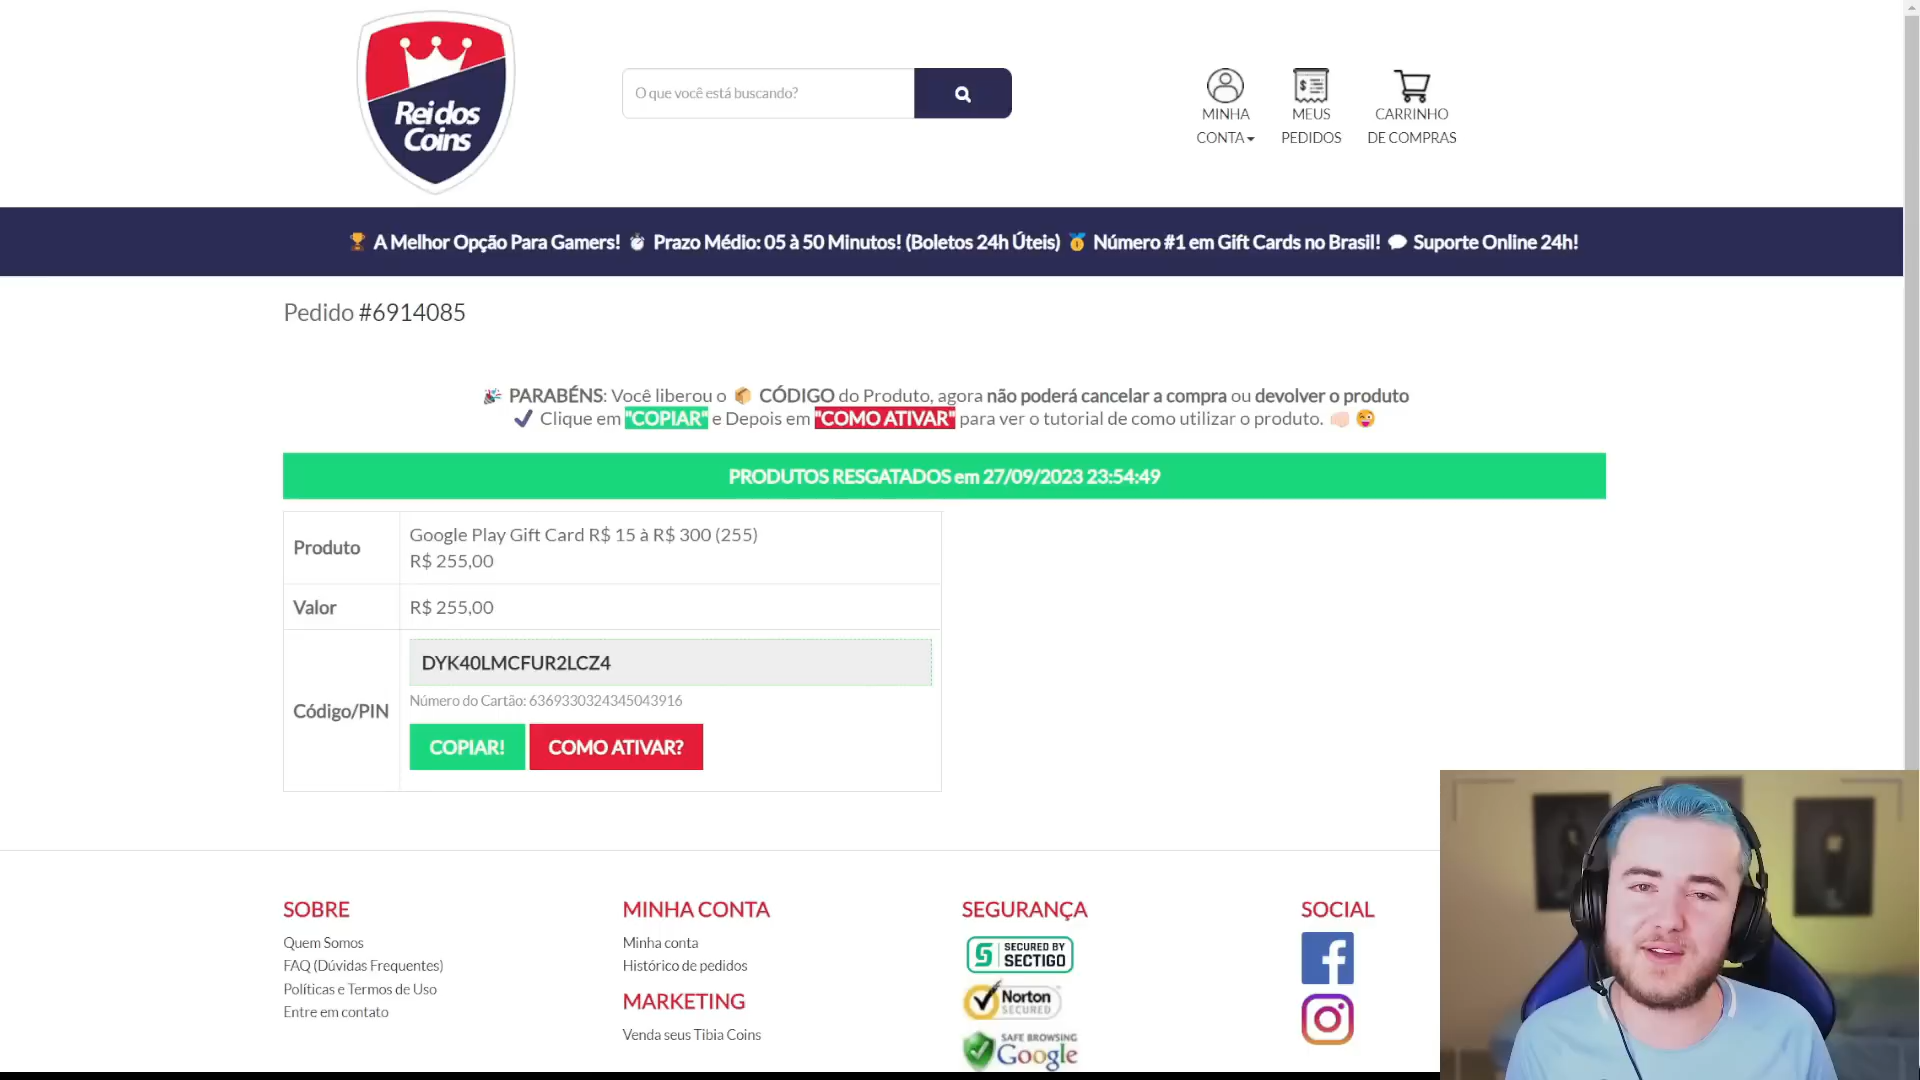 Rei dos
Coins
O que você está buscando?
MINHA
CONTA
MEUS
PEDIDOS
CARRINHO
DE COMPRAS
A Melhor Opção Para Gamers! Prazo Médio: 05 à 50 Minutos! (Boletos 24h Úteis) Número #1 em Gift Cards no Brasil! Suporte Online 24h!
Pedido #6914085
PARABÉNS: Você liberou o CÓDIGO do Produto, agora não poderá cancelar a compra ou devolver o produto
Clique em "COPIAR" e Depois em "COMO ATIVAR" para ver o tutorial de como utilizar o produto.
PRODUTOS RESGATADOS em 27/09/2023 23:54:49
Produto
Google Play Gift Card R$ 15 à R$ 300 (255)
R$ 255,00
Valor
R$ 255,00
Código/PIN
DYK40LMCFUR2LCZ4
Número do Cartão: 6369330324345043916
COPIAR!
COMO ATIVAR?
SOBRE
Quem Somos
FAQ (Dúvidas Frequentes)
Políticas e Termos de Uso
Entre em contato
MINHA CONTA
Minha conta
Histórico de pedidos
MARKETING
Venda seus Tibia Coins
SEGURANÇA
SECURED BY
SECTIGO
Norton
SECURED
SAFE BROWSING
Google
SOCIAL